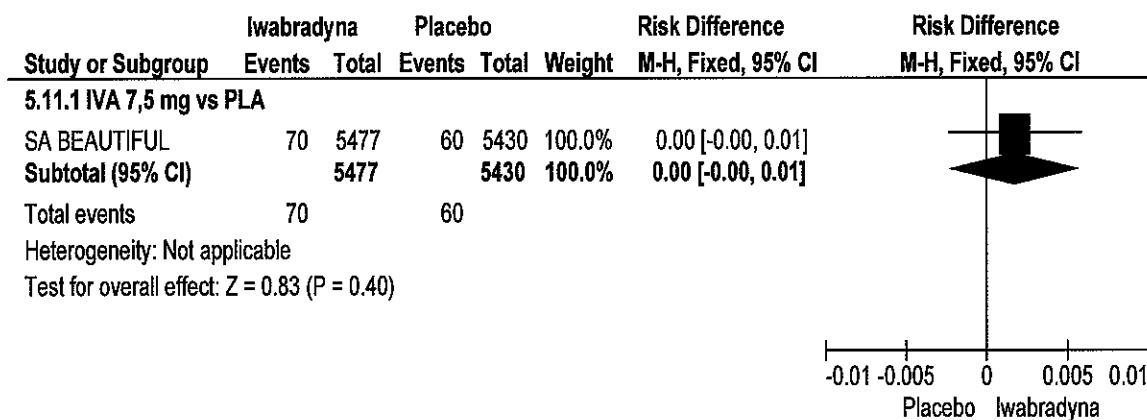 Iwabradyna Placebo Risk Difference Risk Difference
Study or Subgroup Events Total Events Total Weight M-H, Fixed, 95% CI M-H, Fixed, 95% CI
5.11.1 IVA 7,5 mg vs PLA
SA BEAUTIFUL 70 5477 60 5430 100.0% 0.00 [-0.00, 0.01]
Subtotal (95% CI) 5477 5430 100.0% 0.00 [-0.00, 0.01]
Total events 70 60
Heterogeneity: Not applicable
Test for overall effect: Z = 0.83 (P = 0.40)
-0.01 -0.005 0 0.005 0.01
Placebo Iwabradyna